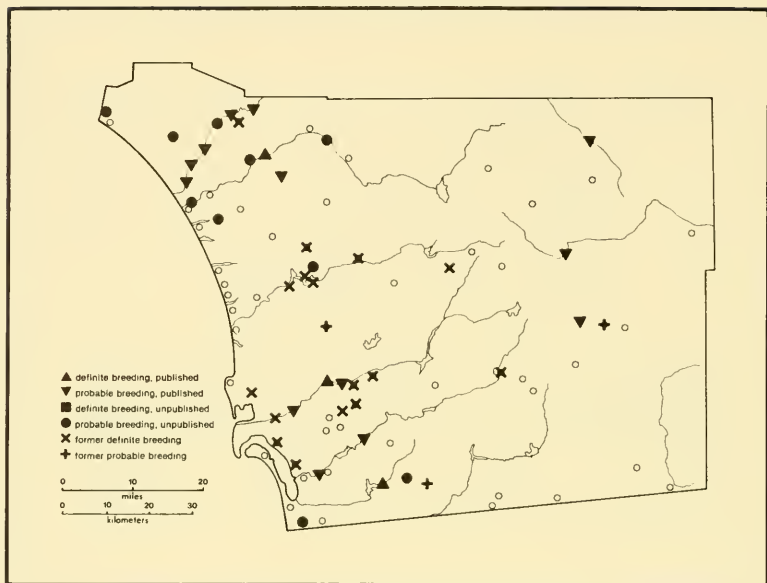 definite breeding, published
probable breeding, published
definite breeding, unpublished
probable breeding, unpublished
former definite breeding
former probable breeding
0 10 20
miles
0 10 20 30
kilometers